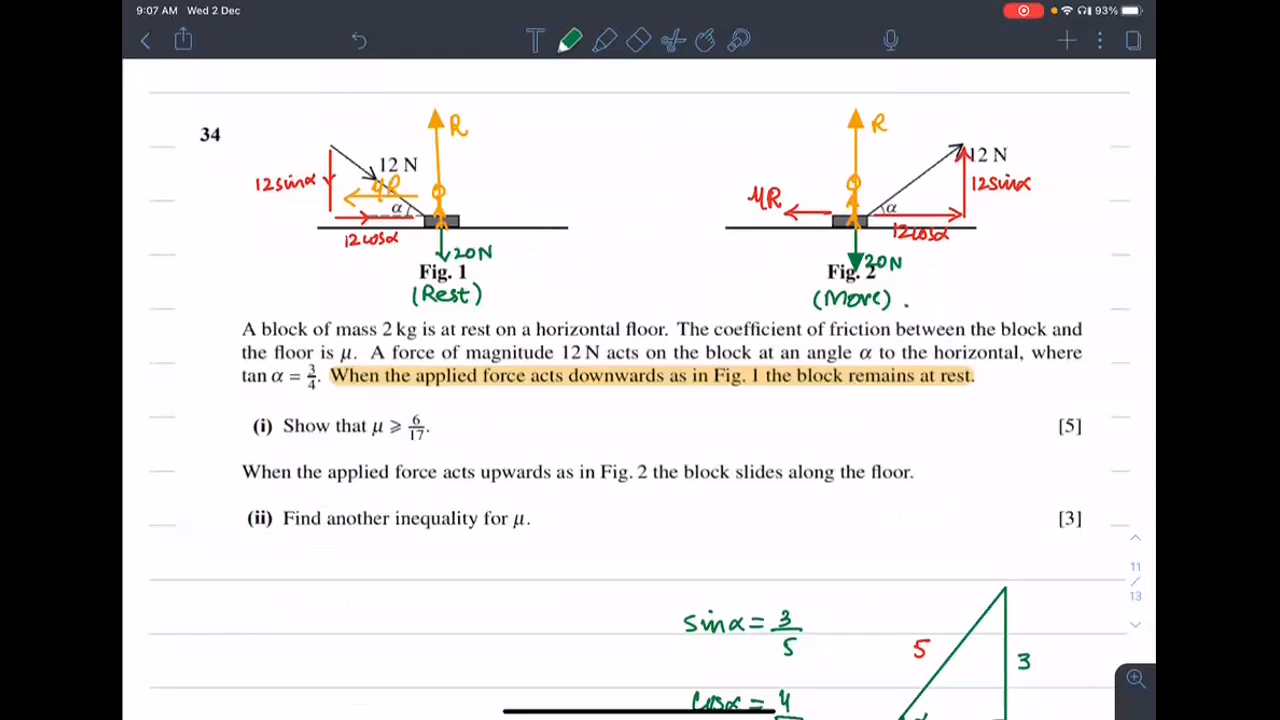 9:07 AM Wed 2 Dec
93%
34
R
12 N
12sinα
μR
α
12cosα
20N
Fig. 1
(Rest)
R
12 N
12sinα
μR
α
12cosα
20N
Fig. 2
(Move) .
A block of mass 2 kg is at rest on a horizontal floor. The coefficient of friction between the block and
the floor is μ. A force of magnitude 12 N acts on the block at an angle α to the horizontal, where
tan α = 3/4. When the applied force acts downwards as in Fig. 1 the block remains at rest.
(i) Show that μ ⩾ 6/17. [5]
When the applied force acts upwards as in Fig. 2 the block slides along the floor.
(ii) Find another inequality for μ. [3]
11
/
13
sinα = 3/5
5
3
cosα = 4